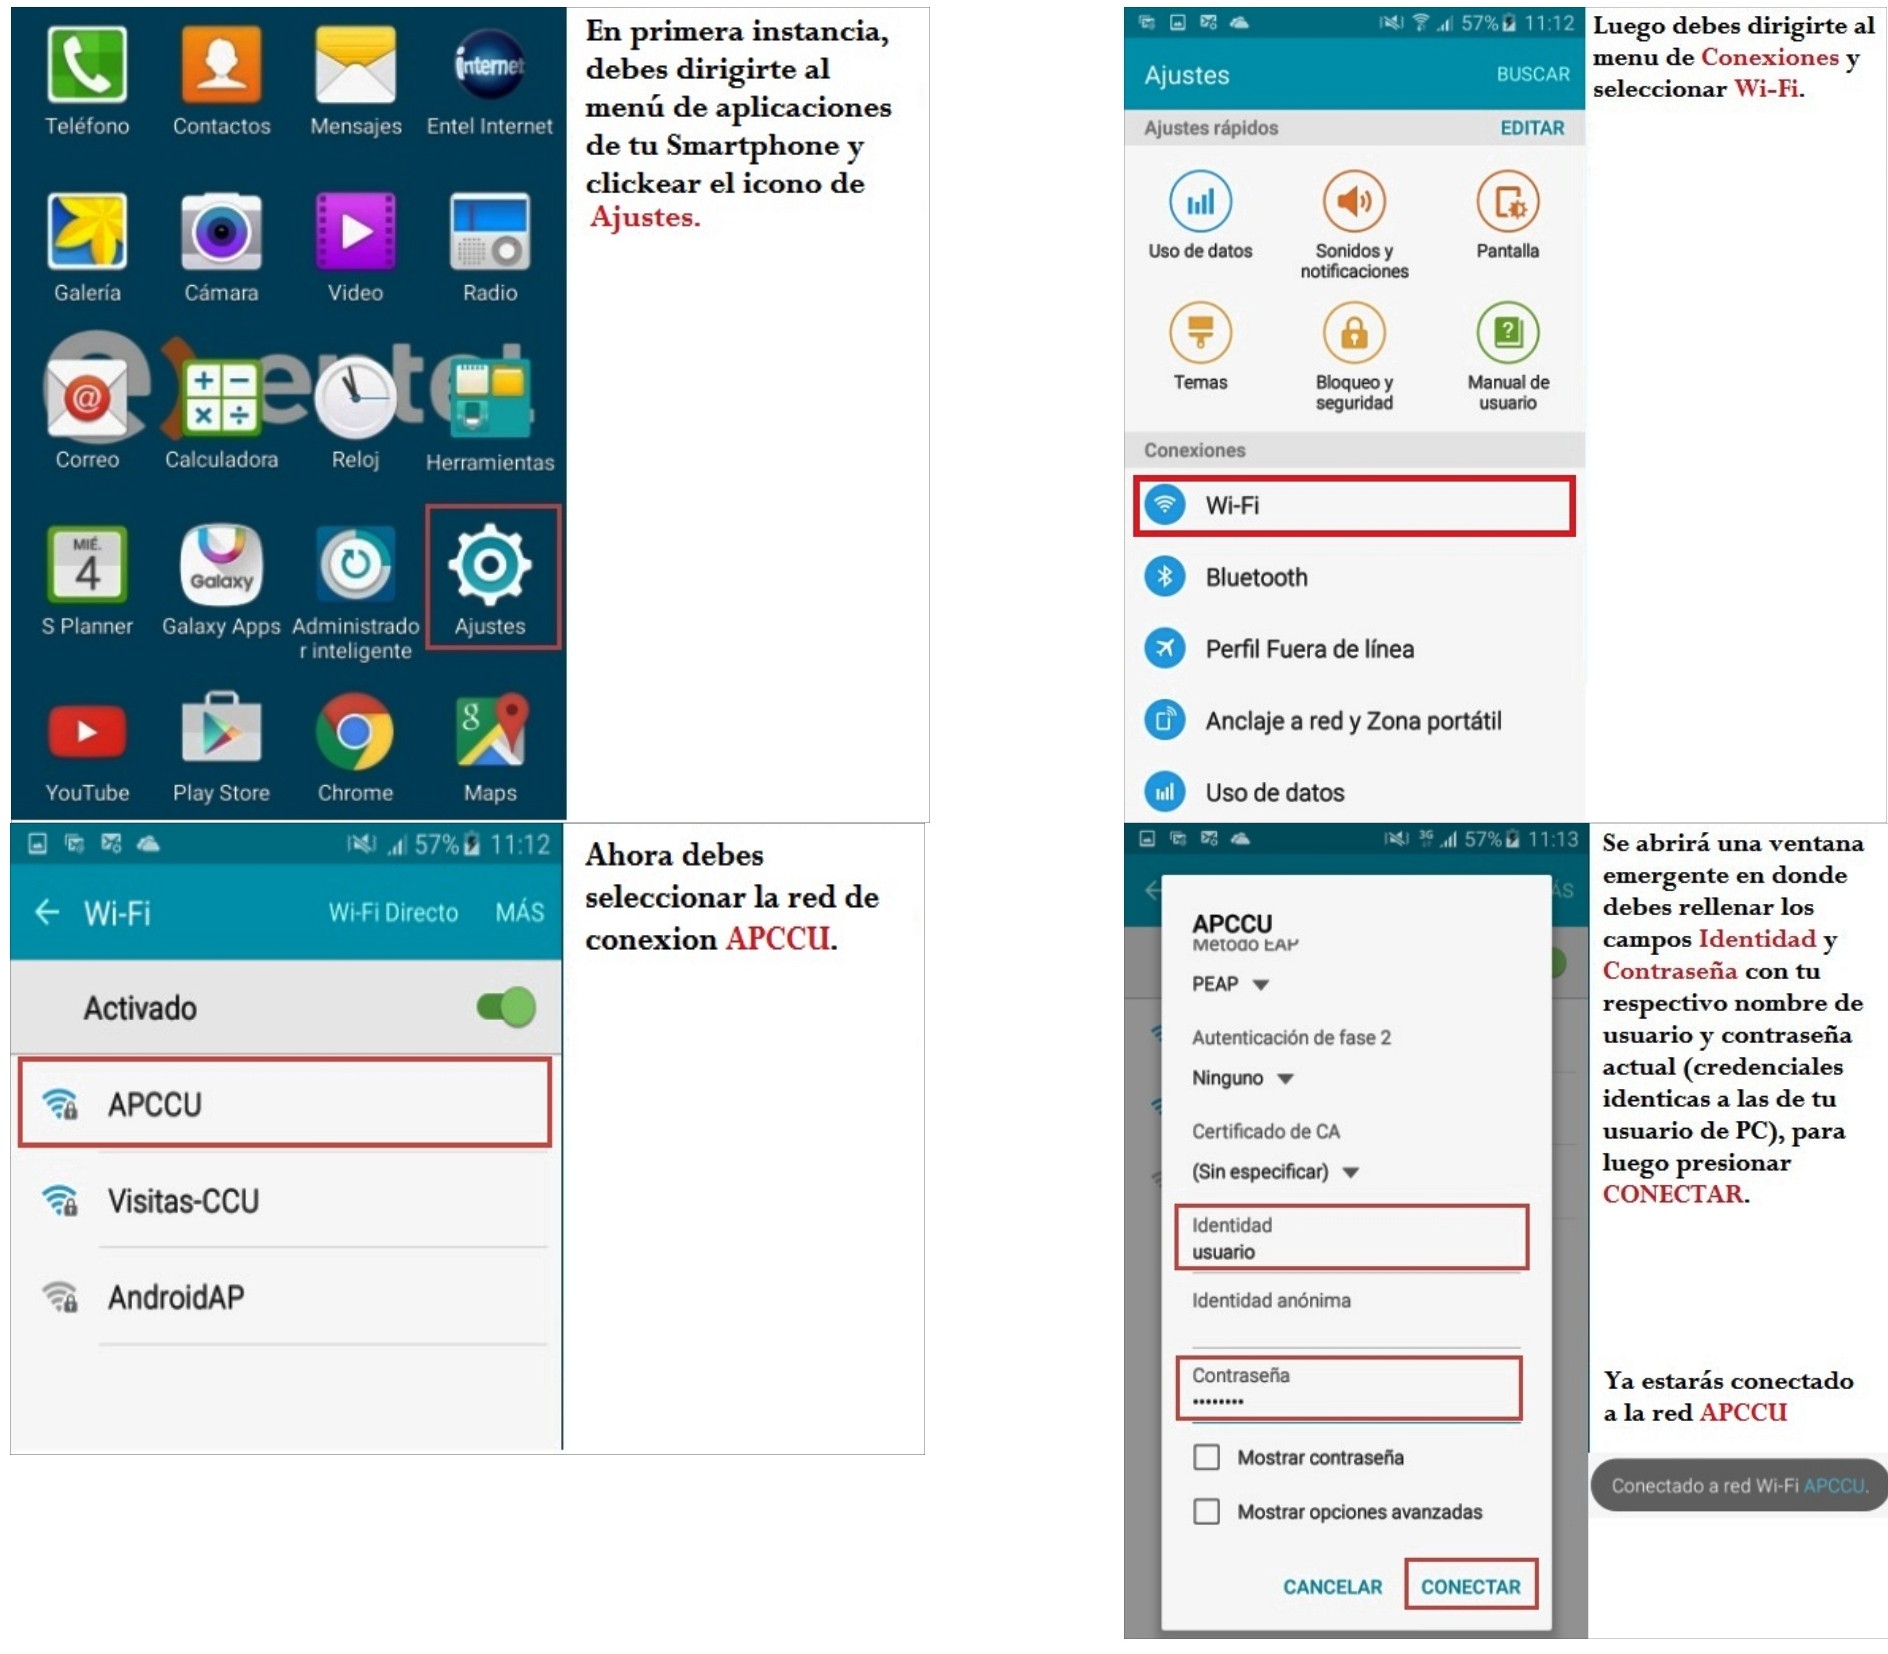 Teléfono
Contactos
Mensajes
internet
Entel Internet
Galería
Cámara
Video
Radio
entel
@
Correo
Calculadora
Reloj
Herramientas
MIÉ.
4
S Planner
Galaxy
Galaxy Apps
Administrado
r inteligente
Ajustes
YouTube
Play Store
Chrome
g
Maps
En primera instancia,
debes dirigirte al
menú de aplicaciones
de tu Smartphone y
clickear el icono de
Ajustes.
57% 11:12
Ajustes
BUSCAR
Ajustes rápidos
EDITAR
Uso de datos
Sonidos y
notificaciones
Pantalla
Temas
Bloqueo y
seguridad
?
Manual de
usuario
Conexiones
Wi-Fi
Bluetooth
Perfil Fuera de línea
Anclaje a red y Zona portátil
Uso de datos
Luego debes dirigirte al
menu de Conexiones y
seleccionar Wi-Fi.
57% 11:12
Wi-Fi
Wi-Fi Directo
MÁS
Activado
APCCU
Visitas-CCU
AndroidAP
Ahora debes
seleccionar la red de
conexion APCCU.
3G 57% 11:13
ÁS
APCCU
Método EAP
PEAP
Autenticación de fase 2
Ninguno
Certificado de CA
(Sin especificar)
Identidad
usuario
Identidad anónima
Contraseña
••••••••
Mostrar contraseña
Mostrar opciones avanzadas
CANCELAR
CONECTAR
Se abrirá una ventana
emergente en donde
debes rellenar los
campos Identidad y
Contraseña con tu
respectivo nombre de
usuario y contraseña
actual (credenciales
identicas a las de tu
usuario de PC), para
luego presionar
CONECTAR.
Ya estarás conectado
a la red APCCU
Conectado a red Wi-Fi APCCU.